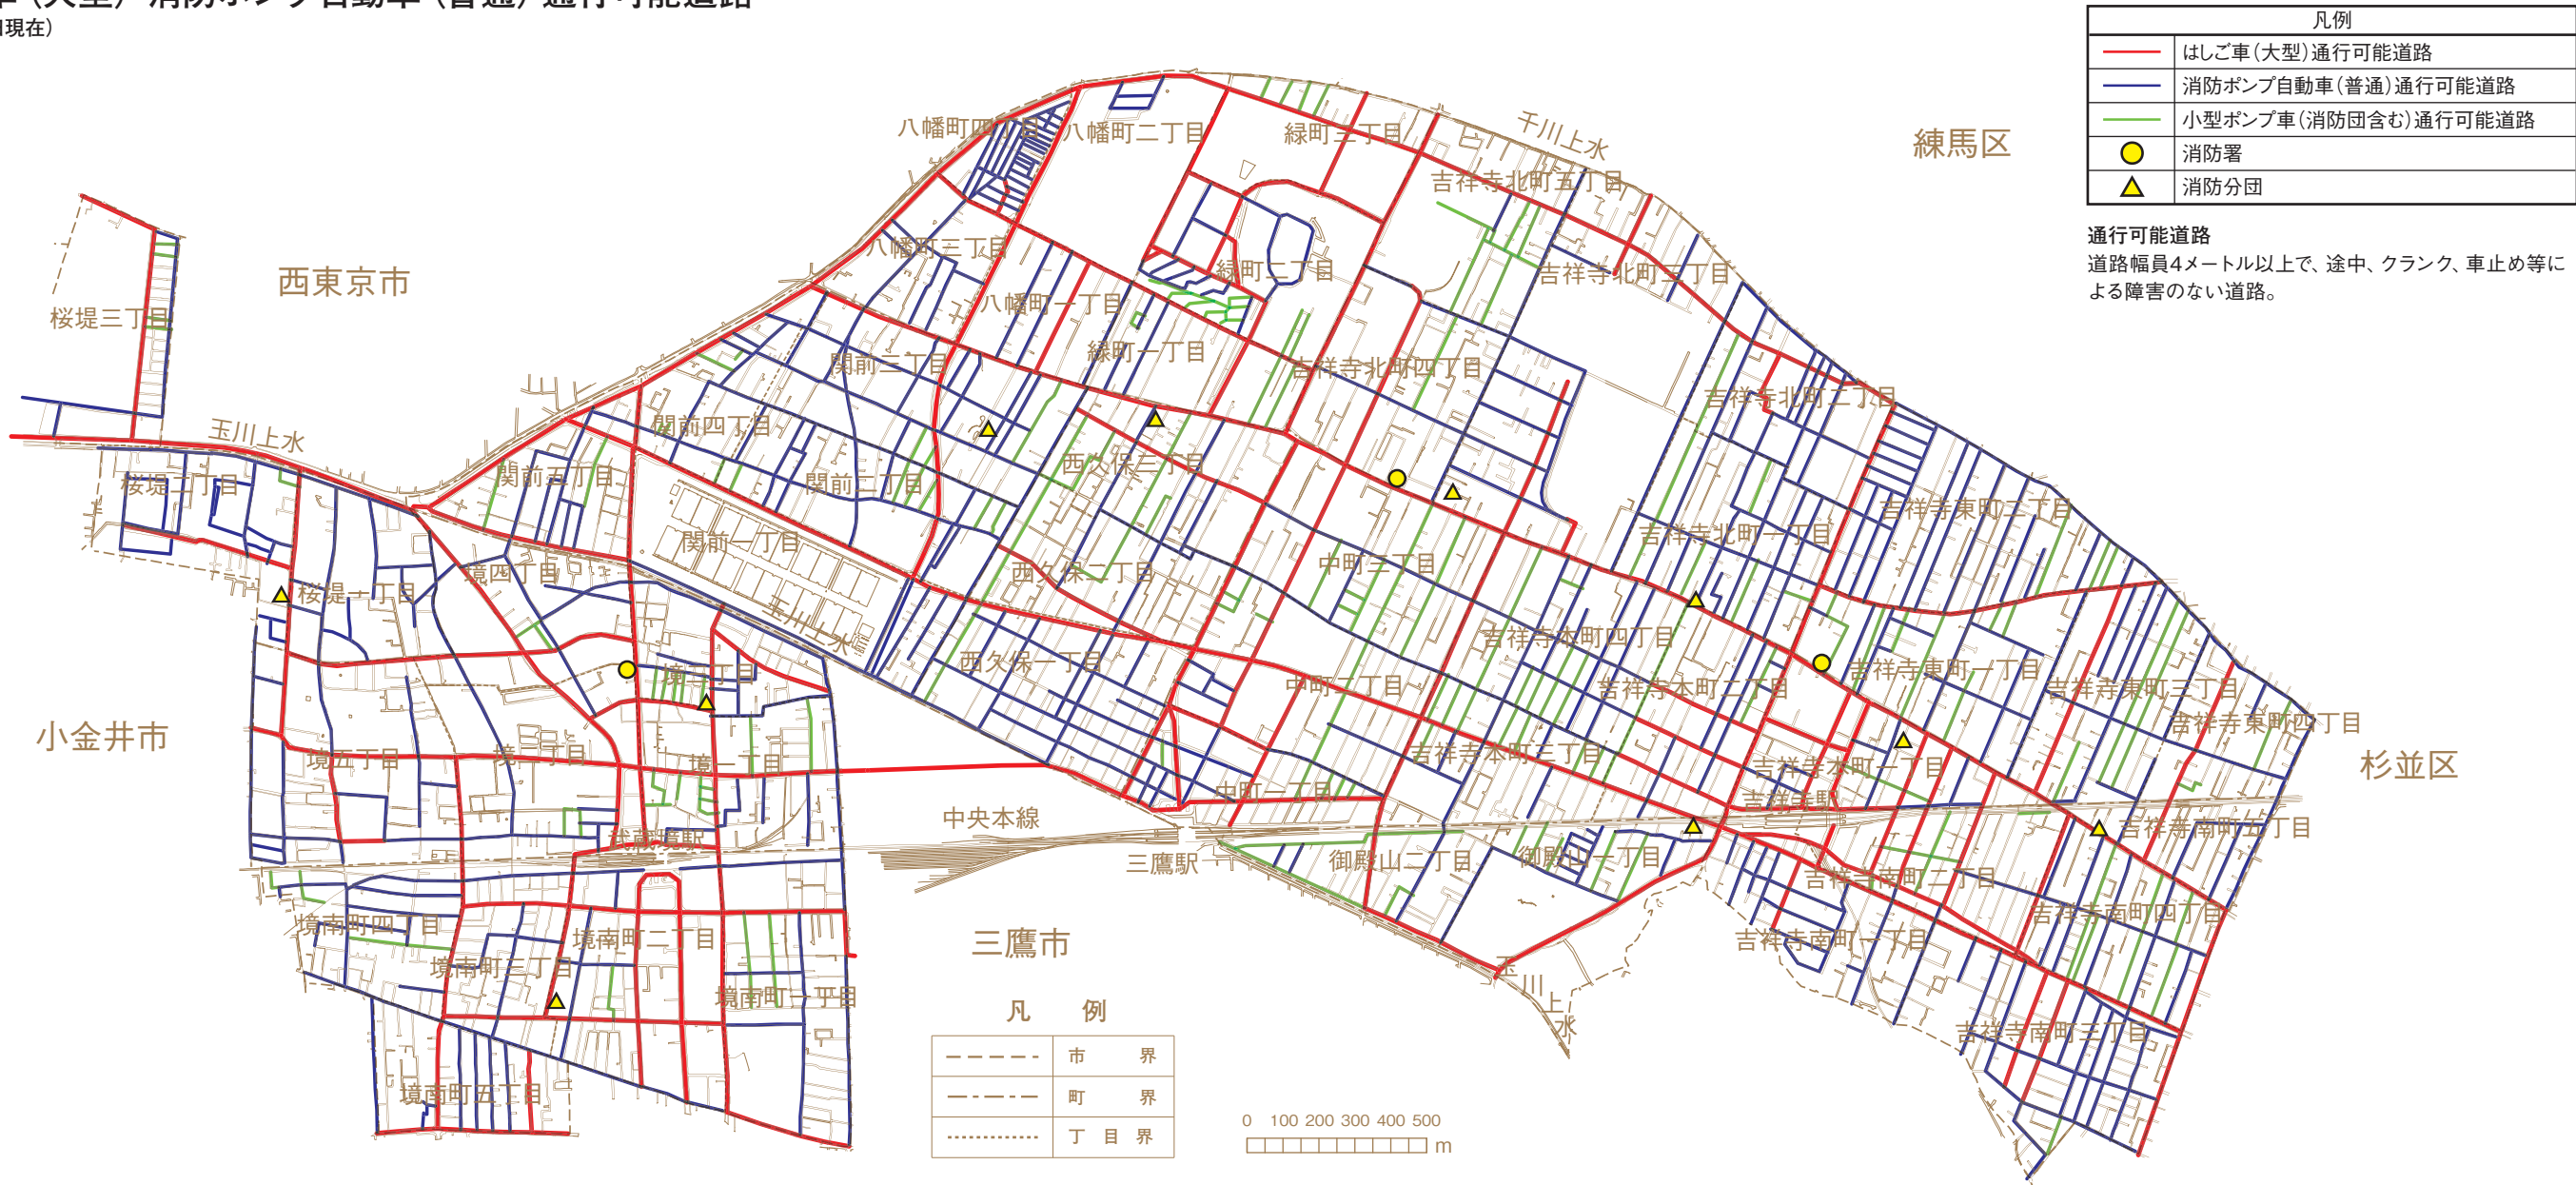 車(大型) 消防ポンプ自動車(普通)通行可能道路
現在)
凡例
はしご車(大型)通行可能道路
消防ポンプ自動車(普通)通行可能道路
小型ポンプ車(消防団含む)通行可能道路
消防署
消防分団
通行可能道路
道路幅員4メートル以上で、途中、クランク、車止め等に
よる障害のない道路。
練馬区
千川上水
八幡町四丁目
八幡町二丁目
緑町三丁目
吉祥寺北町五丁目
西東京市
八幡町三丁目
緑町二丁目
吉祥寺北町三丁目
桜堤三丁目
八幡町一丁目
緑町一丁目
関前三丁目
吉祥寺北町四丁目
吉祥寺北町二丁目
玉川上水
関前四丁目
関前五丁目
西久保三丁目
桜堤二丁目
関前二丁目
吉祥寺東町二丁目
関前一丁目
吉祥寺北町一丁目
境四丁目
西久保二丁目
中町三丁目
桜堤一丁目
玉川上水
吉祥寺本町四丁目
西久保一丁目
境二丁目
中町二丁目
吉祥寺本町二丁目
吉祥寺東町一丁目
吉祥寺東町三丁目
吉祥寺東町四丁目
小金井市
境五丁目
境三丁目
境一丁目
吉祥寺本町三丁目
吉祥寺本町一丁目
杉並区
中町一丁目
吉祥寺駅
中央本線
武蔵境駅
三鷹駅
御殿山二丁目
御殿山一丁目
吉祥寺南町五丁目
吉祥寺南町二丁目
境南町四丁目
境南町二丁目
三鷹市
吉祥寺南町一丁目
吉祥寺南町四丁目
境南町三丁目
境南町一丁目
玉川上水
吉祥寺南町三丁目
境南町五丁目
凡 例
市 界
町 界
丁 目 界
0 100 200 300 400 500
m